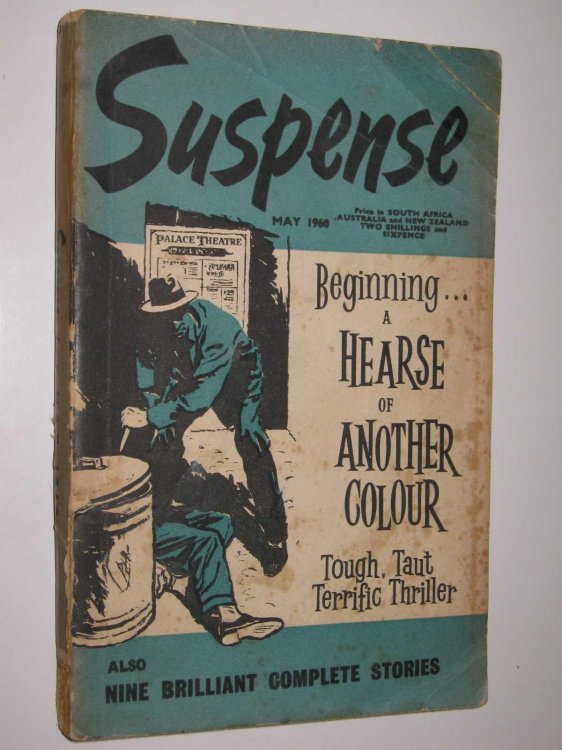 Suspense
MAY 1960
Price in SOUTH AFRICA
AUSTRALIA and NEW ZEALAND
TWO SHILLINGS and
SIXPENCE
PALACE THEATRE
Beginning...
A
HEARSE
OF
ANOTHER
COLOUR
Tough, Taut
Terrific Thriller
ALSO
NINE BRILLIANT COMPLETE STORIES